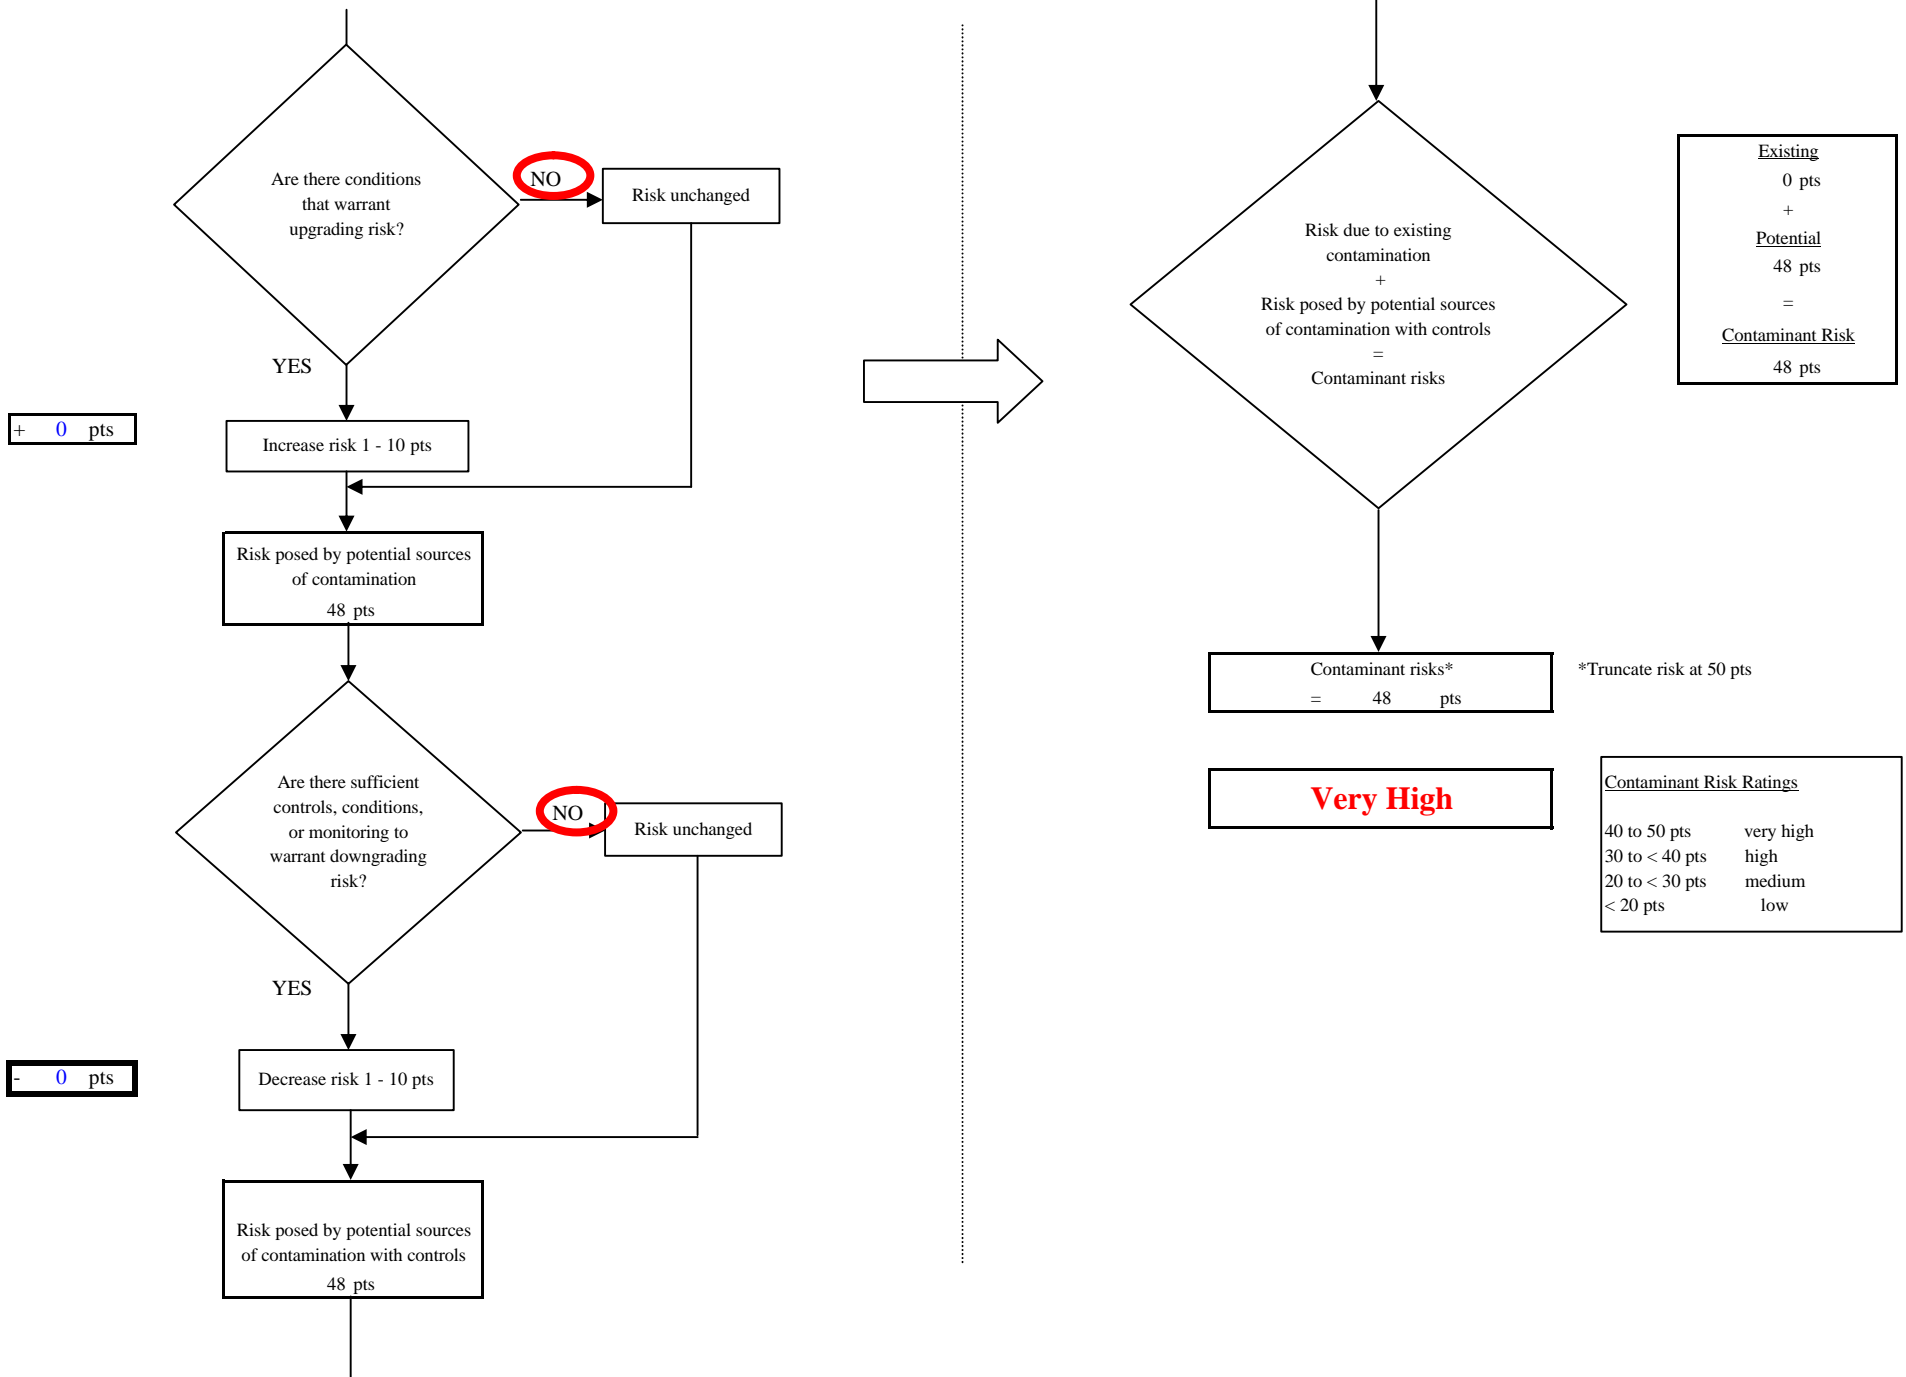 Are there conditions
that warrant
upgrading risk?
NO
Risk unchanged
YES
+ 0 pts
Increase risk 1 - 10 pts
Risk posed by potential sources
of contamination
48 pts
Are there sufficient
controls, conditions,
or monitoring to
warrant downgrading
risk?
NO
Risk unchanged
YES
- 0 pts
Decrease risk 1 - 10 pts
Risk posed by potential sources
of contamination with controls
48 pts
Risk due to existing
contamination
+
Risk posed by potential sources
of contamination with controls
=
Contaminant risks
Existing
0 pts
+
Potential
48 pts
=
Contaminant Risk
48 pts
Contaminant risks*
= 48 pts
*Truncate risk at 50 pts
Very High
Contaminant Risk Ratings
40 to 50 pts very high
30 to < 40 pts high
20 to < 30 pts medium
< 20 pts low